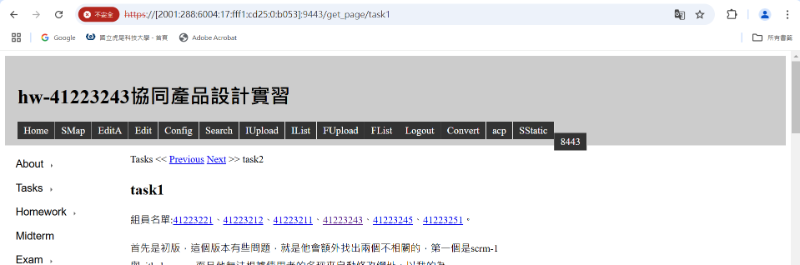 不安全 https://[2001:288:6004:17:fff1:cd25:0:b053]:9443/get_page/task1
Google 國立虎尾科技大學 - 首頁 Adobe Acrobat 所有書籤
hw-41223243協同產品設計實習
Home SMap EditA Edit Config Search IUpload IList FUpload FList Logout Convert acp SStatic
8443
About ›
Tasks ›
Homework ›
Midterm
Exam ›
Tasks << Previous Next >> task2
task1
組員名單:41223221、41223212、41223211、41223243、41223245、41223251。
首先是初版，這個版本有些問題，就是他會額外找出兩個不相關的，第一個是scrm-1